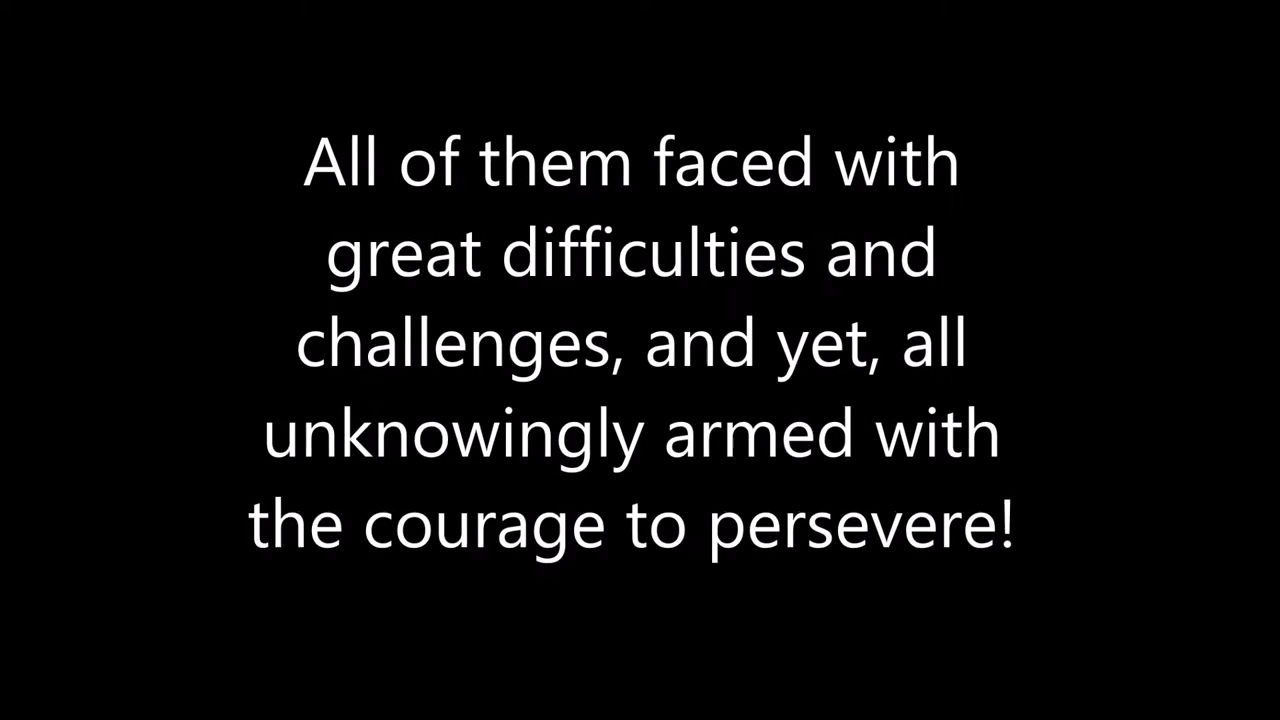 All of them faced with
great difficulties and
challenges, and yet, all
unknowingly armed with
the courage to persevere!